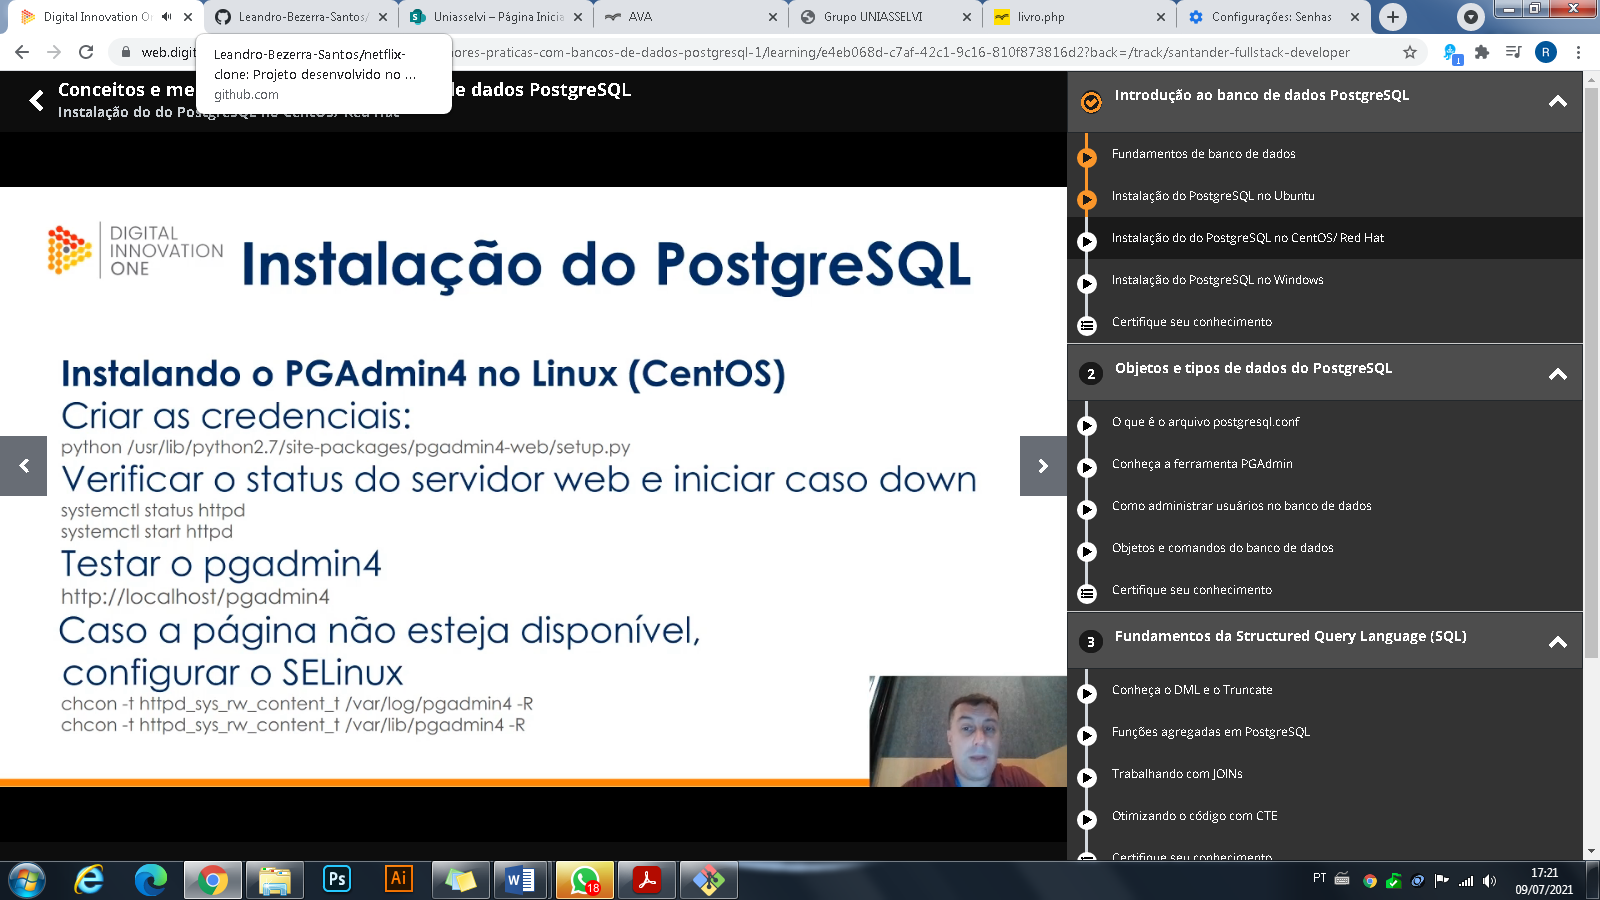 Digital Innovation O
Leandro-Bezerra-Santos/
Uniasselvi – Página Inicia
AVA
Grupo UNIASSELVI
livro.php
Configurações: Senhas
web.digit
ores-praticas-com-bancos-de-dados-postgresql-1/learning/e4eb068d-c7af-42c1-9c16-810f873816d2?back=/track/santander-fullstack-developer
1
R
Leandro-Bezerra-Santos/netflix-
clone: Projeto desenvolvido no ...
github.com
Conceitos e me
de dados PostgreSQL
Instalação do do PostgreSQL no CentOS/ Red Hat
DIGITAL
INNOVATION
ONE
Instalação do PostgreSQL
Instalando o PGAdmin4 no Linux (CentOS)
Criar as credenciais:
python /usr/lib/python2.7/site-packages/pgadmin4-web/setup.py
Verificar o status do servidor web e iniciar caso down
systemctl status httpd
systemctl start httpd
Testar o pgadmin4
http://localhost/pgadmin4
Caso a página não esteja disponível,
configurar o SELinux
chcon -t httpd_sys_rw_content_t /var/log/pgadmin4 -R
chcon -t httpd_sys_rw_content_t /var/lib/pgadmin4 -R
Introdução ao banco de dados PostgreSQL
Fundamentos de banco de dados
Instalação do PostgreSQL no Ubuntu
Instalação do do PostgreSQL no CentOS/ Red Hat
Instalação do PostgreSQL no Windows
Certifique seu conhecimento
2 Objetos e tipos de dados do PostgreSQL
O que é o arquivo postgresql.conf
Conheça a ferramenta PGAdmin
Como administrar usuários no banco de dados
Objetos e comandos do banco de dados
Certifique seu conhecimento
3 Fundamentos da Structured Query Language (SQL)
Conheça o DML e o Truncate
Funções agregadas em PostgreSQL
Trabalhando com JOINs
Otimizando o código com CTE
Certifique seu conhecimento
Ps
Ai
W
18
PT
17:21
09/07/2021